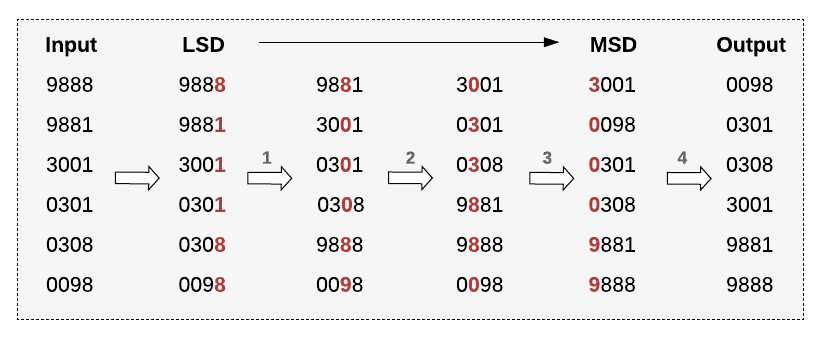 Input LSD MSD Output
9888 9888 9881 3001 3001 0098
9881 9881 3001 0301 0098 0301
3001 3001 1 0301 2 0308 3 0301 4 0308
0301 0301 0308 9881 0308 3001
0308 0308 9888 9888 9881 9881
0098 0098 0098 0098 9888 9888